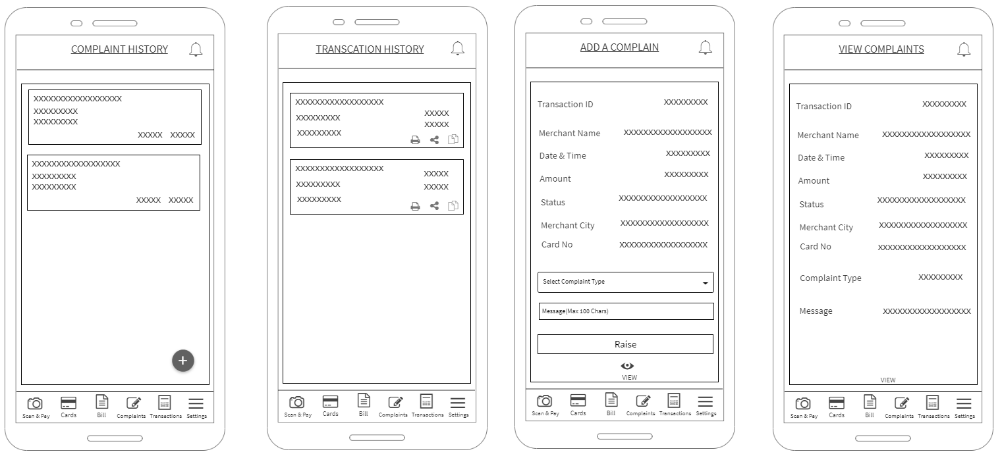 COMPLAINT HISTORY
XXXXXXXXXXXXXXXXXX
XXXXXXXXX
XXXXXXXXX
XXXXX XXXXX
XXXXXXXXXXXXXXXXXX
XXXXXXXXX
XXXXXXXXX
XXXXX XXXXX
+
Scan & Pay Cards Bill Complaints Transactions Settings
TRANSCATION HISTORY
XXXXXXXXXXXXXXXXXX
XXXXX
XXXXXXXXX
XXXXX
XXXXXXXXX
XXXXXXXXXXXXXXXXXX
XXXXX
XXXXXXXXX
XXXXX
XXXXXXXXX
Scan & Pay Cards Bill Complaints Transactions Settings
ADD A COMPLAIN
Transaction ID XXXXXXXXX
Merchant Name XXXXXXXXXXXXXXXXXX
Date & Time XXXXXXXXX
Amount XXXXXXXXX
Status XXXXXXXXXXXXXXXXXX
Merchant City XXXXXXXXXXXXXXXXXX
Card No XXXXXXXXXXXXXXXXXX
Select Complaint Type
Message(Max 100 Chars)
Raise
VIEW
Scan & Pay Cards Bill Complaints Transactions Settings
VIEW COMPLAINTS
Transaction ID XXXXXXXXX
Merchant Name XXXXXXXXXXXXXXXXXX
Date & Time XXXXXXXXX
Amount XXXXXXXXX
Status XXXXXXXXXXXXXXXXXX
Merchant City XXXXXXXXXXXXXXXXXX
Card No XXXXXXXXXXXXXXXXXX
Complaint Type XXXXXXXXX
Message XXXXXXXXXXXXXXXXXX
VIEW
Scan & Pay Cards Bill Complaints Transactions Settings